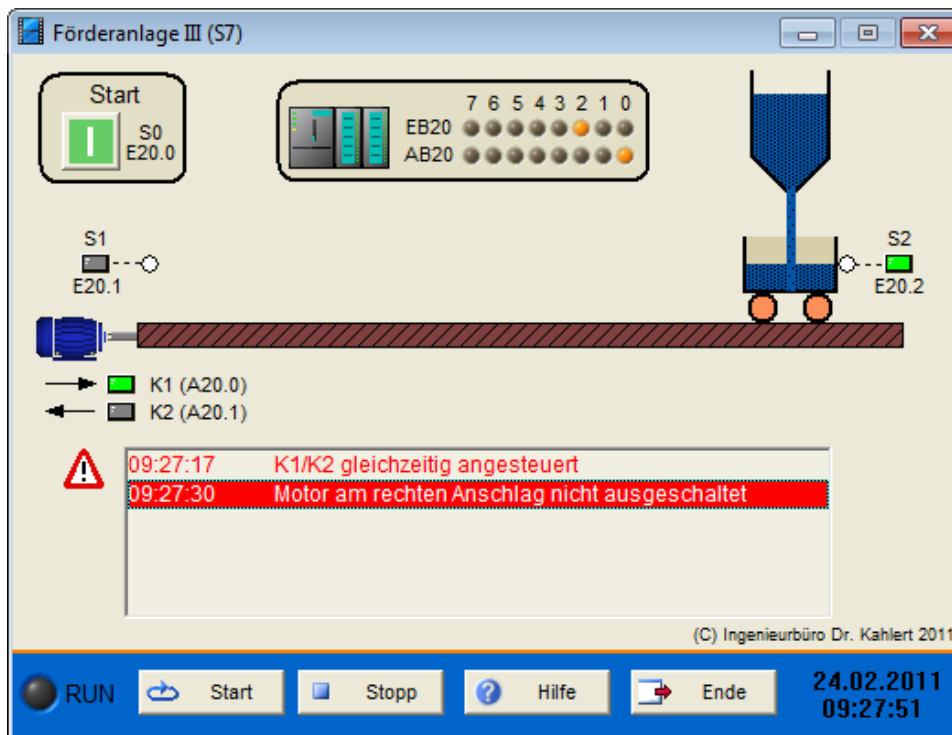 Förderanlage III (S7)
Start
S0
E20.0
7 6 5 4 3 2 1 0
EB20
AB20
S1
E20.1
S2
E20.2
K1 (A20.0)
K2 (A20.1)
09:27:17 K1/K2 gleichzeitig angesteuert
09:27:30 Motor am rechten Anschlag nicht ausgeschaltet
(C) Ingenieurbüro Dr. Kahlert 2011
RUN Start Stopp Hilfe Ende
24.02.2011
09:27:51